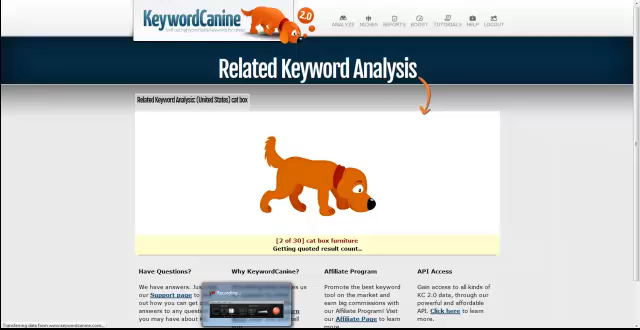 KeywordCanine 2.0
ANALYZE NICHES REPORTS BOOST TUTORIALS HELP LOGOUT
Related Keyword Analysis
Related Keyword Analysis: (United States) cat box
[2 of 30] cat box furniture
Getting quoted result count..
Have Questions?
We have answers.
our Support page to
out how you can get
answers to any
you may have about
Why KeywordCanine?
Affiliate Program
Promote the best keyword
tool on the market and
earn big commissions with
our Affiliate Program! Visit
our Affiliate Page to learn
more.
API Access
Gain access to all-kinds of
KC 2.0 data, through our
powerful and affordable
API. Click here to learn
more.
Recording...
Transferring data from www.keywordcanine.com...